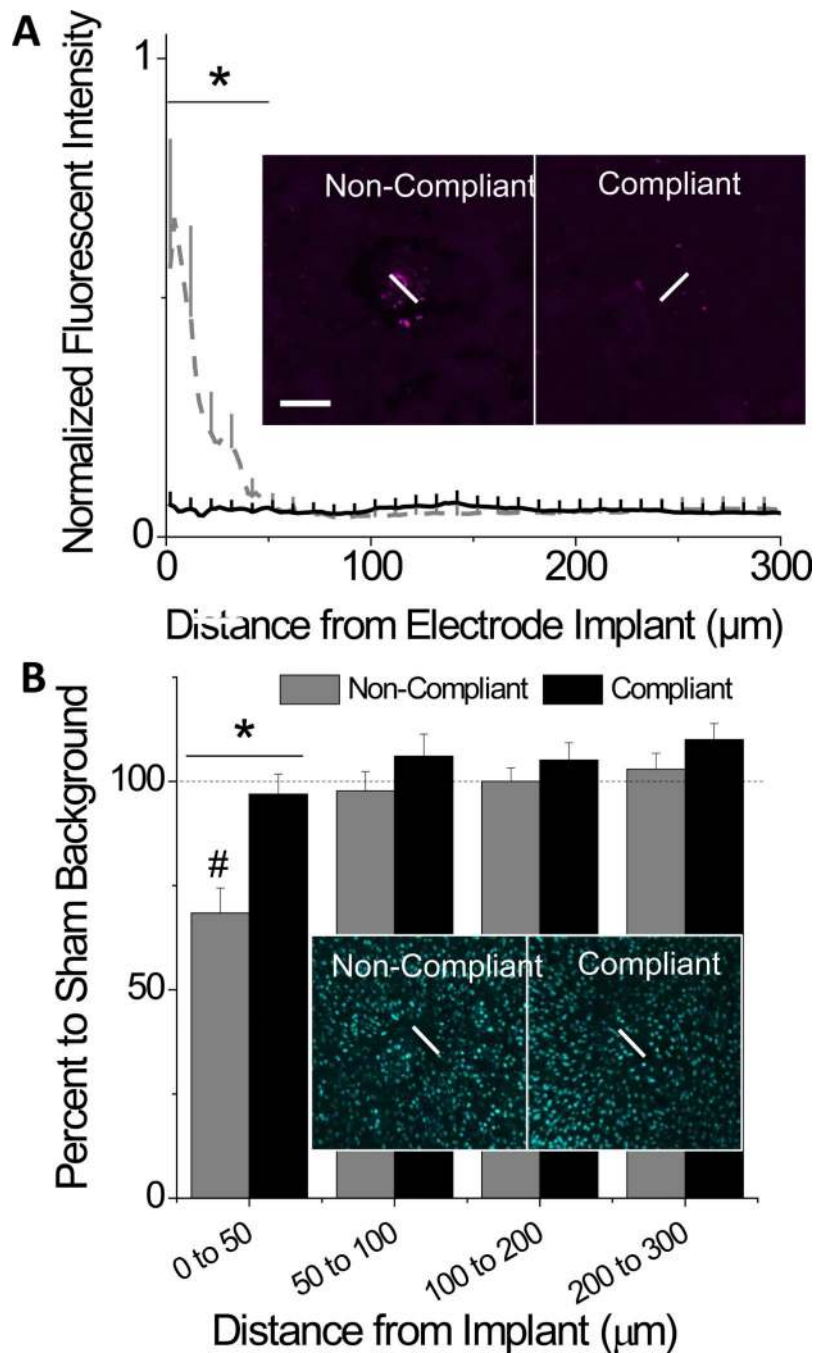 A
Normalized Fluorescent Intensity
1
0
*
Non-Compliant
Compliant
0
100
200
300
Distance from Electrode Implant (µm)
B
Percent to Sham Background
Non-Compliant
Compliant
100
50
0
*
#
Non-Compliant
Compliant
0 to 50
50 to 100
100 to 200
200 to 300
Distance from Implant (µm)